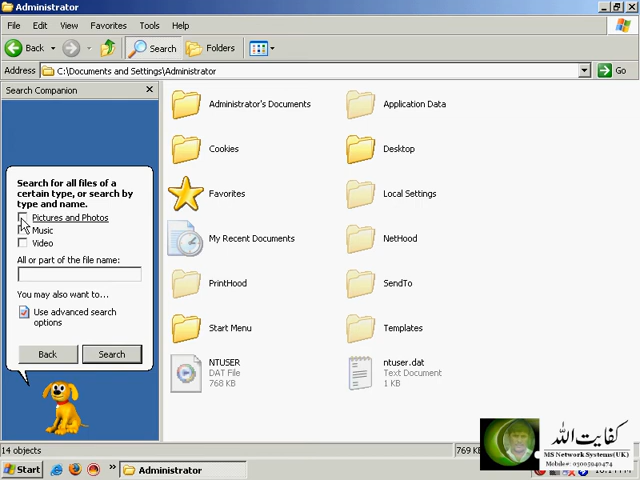 Administrator
File Edit View Favorites Tools Help
Back Search Folders
Address C:\Documents and Settings\Administrator Go
Search Companion
Search for all files of a
certain type, or search by
type and name.
Pictures and Photos
Music
Video
All or part of the file name:
You may also want to...
Use advanced search
options
Back Search
Administrator's Documents
Application Data
Cookies
Desktop
Favorites
Local Settings
My Recent Documents
NetHood
PrintHood
SendTo
Start Menu
Templates
NTUSER
DAT File
768 KB
ntuser.dat
Text Document
1 KB
14 objects
769 KB
کفایت اللہ
MS Network Systems(UK)
Mobile# 03005040474
Start
Administrator